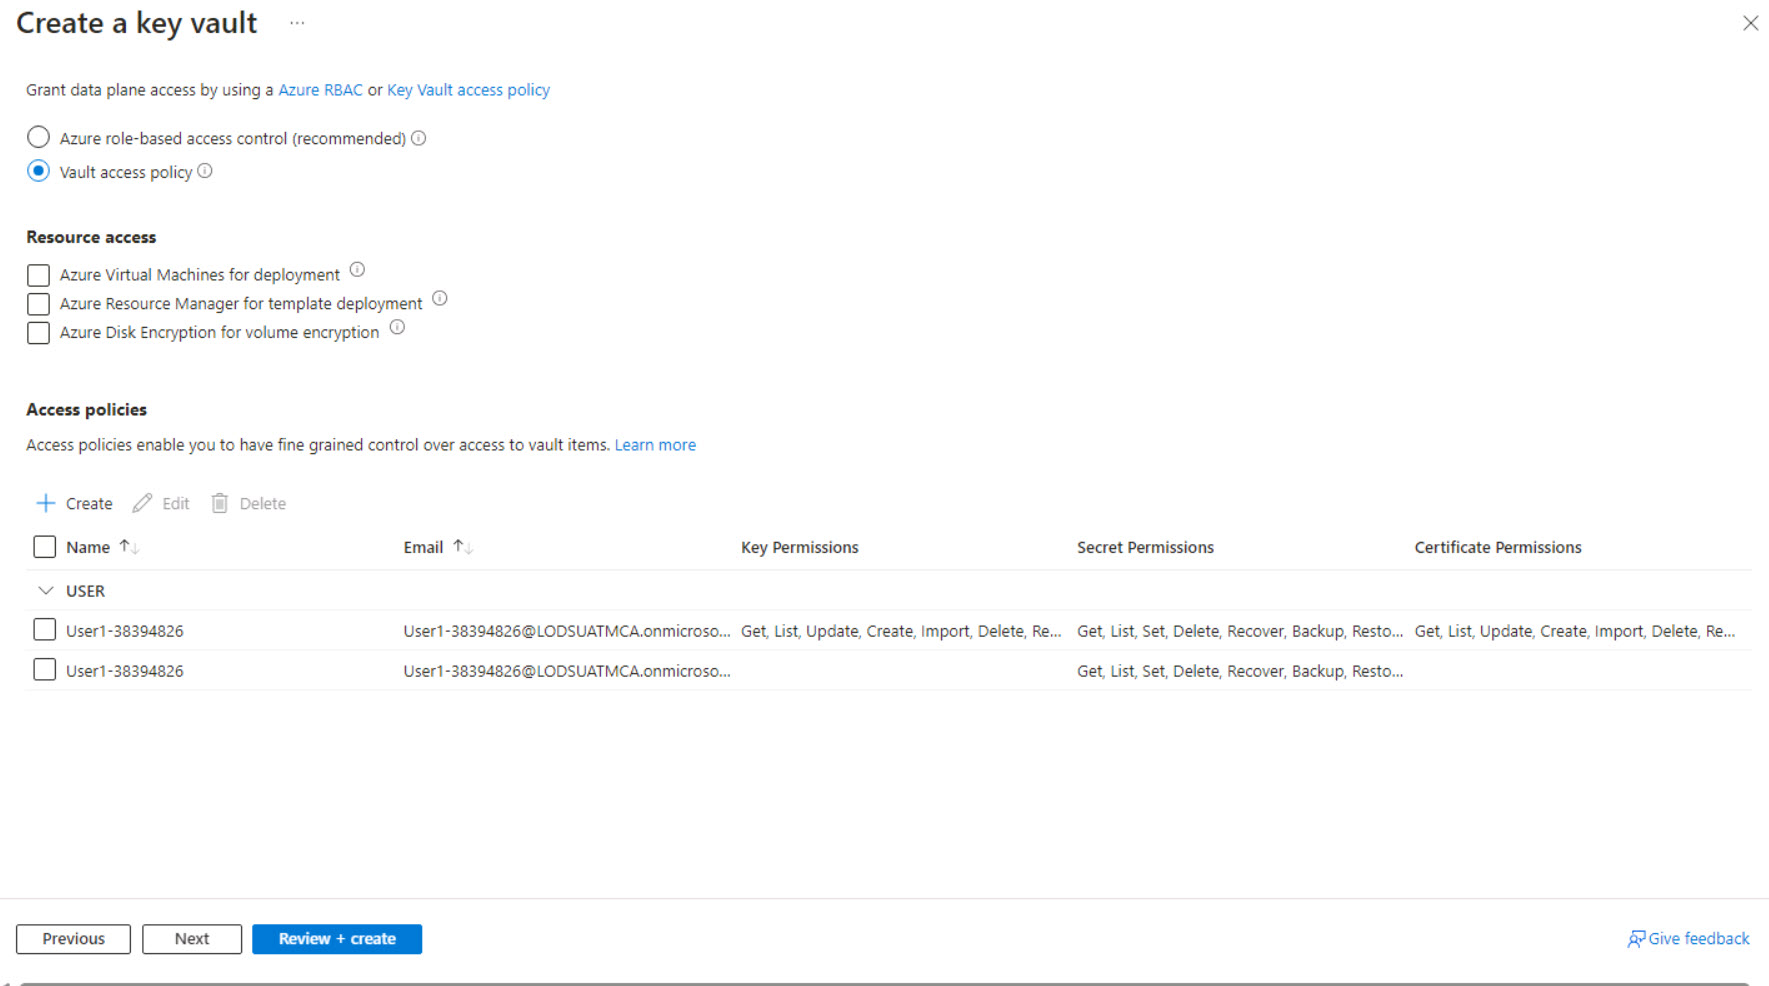 Create a key vault ...
Grant data plane access by using a Azure RBAC or Key Vault access policy
Azure role-based access control (recommended)
Vault access policy
Resource access
Azure Virtual Machines for deployment
Azure Resource Manager for template deployment
Azure Disk Encryption for volume encryption
Access policies
Access policies enable you to have fine grained control over access to vault items. Learn more
Create Edit Delete
Name Email Key Permissions Secret Permissions Certificate Permissions
USER
User1-38394826 User1-38394826@LODSUATMCA.onmicroso... Get, List, Update, Create, Import, Delete, Re... Get, List, Set, Delete, Recover, Backup, Resto... Get, List, Update, Create, Import, Delete, Re...
User1-38394826 User1-38394826@LODSUATMCA.onmicroso... Get, List, Set, Delete, Recover, Backup, Resto...
Previous Next Review + create Give feedback